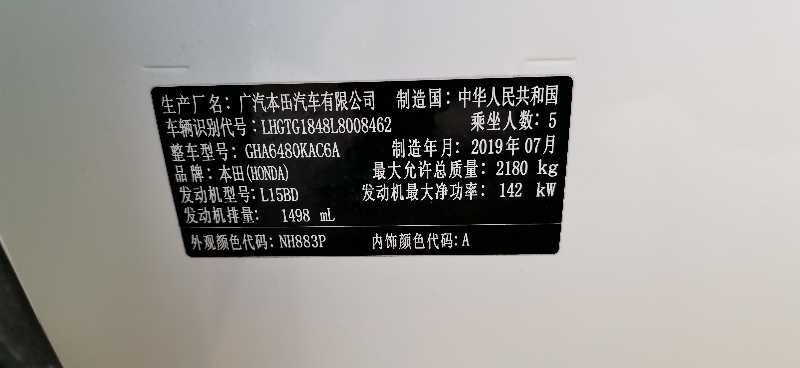 生产厂名：广汽本田汽车有限公司 制造国：中华人民共和国
车辆识别代号：LHGTG1848L8008462 乘坐人数：5
整车型号：GHA6480KAC6A 制造年月：2019年07月
品牌：本田(HONDA) 最大允许总质量：2180 kg
发动机型号：L15BD 发动机最大净功率：142 kW
发动机排量：1498 mL
外观颜色代码：NH883P 内饰颜色代码：A